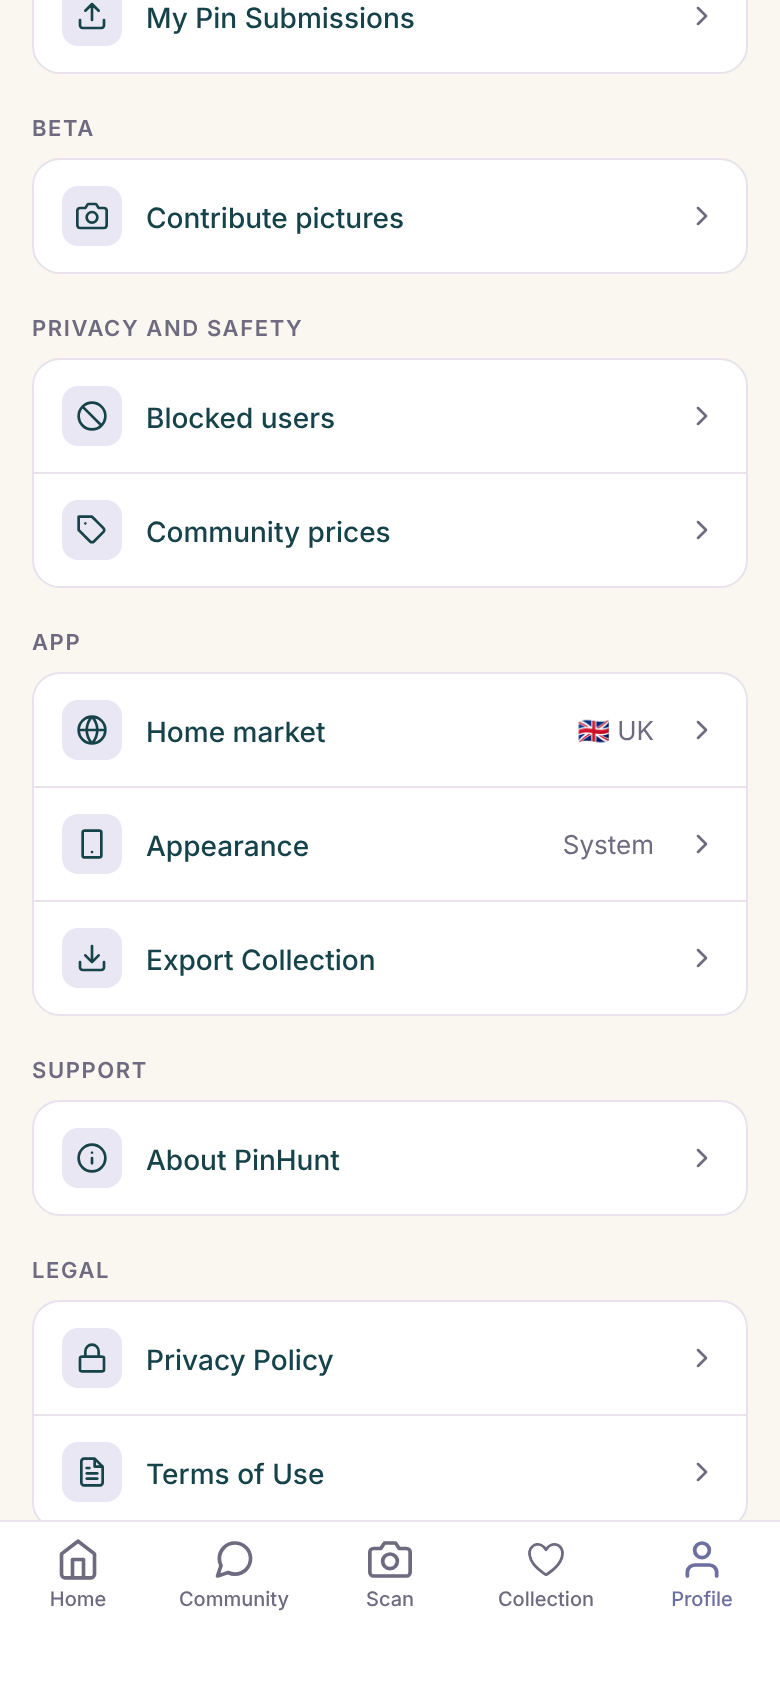 My Pin Submissions
BETA
Contribute pictures
PRIVACY AND SAFETY
Blocked users
Community prices
APP
Home market 🇬🇧 UK
Appearance System
Export Collection
SUPPORT
About PinHunt
LEGAL
Privacy Policy
Terms of Use
Home Community Scan Collection Profile